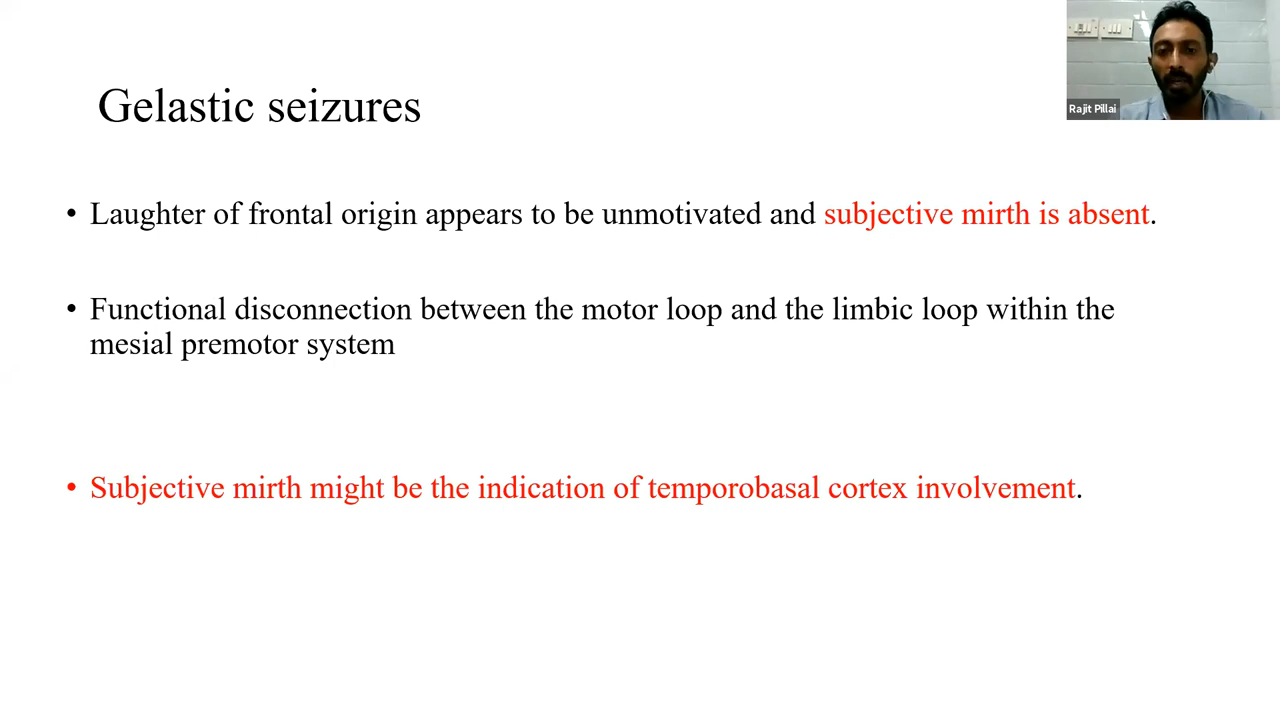 Rajit Pillai
Gelastic seizures
• Laughter of frontal origin appears to be unmotivated and subjective mirth is absent.
• Functional disconnection between the motor loop and the limbic loop within the
mesial premotor system
• Subjective mirth might be the indication of temporobasal cortex involvement.